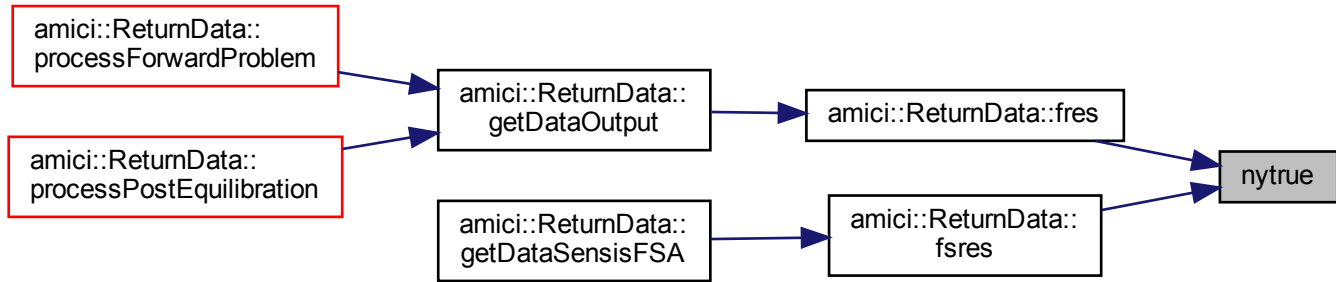 amici::ReturnData::
processForwardProblem
amici::ReturnData::
processPostEquilibration
amici::ReturnData::
getDataOutput
amici::ReturnData::
getDataSensisFSA
amici::ReturnData::fres
amici::ReturnData::
fsres
nytrue